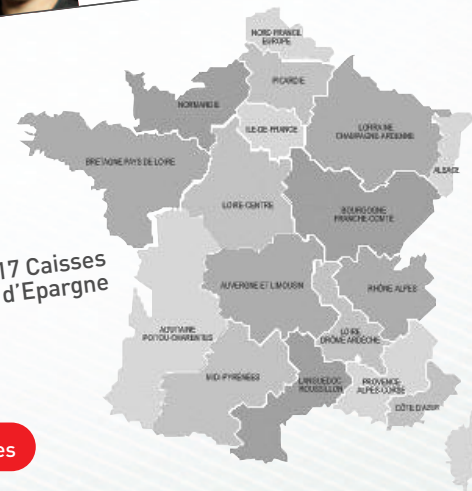 NORD FRANCE
EUROPE
PICARDIE
NORMANDIE
ILE-DE-FRANCE
LORRAINE
CHAMPAGNE-ARDENNE
ALSACE
BRETAGNE PAYS DE LOIRE
LOIRE-CENTRE
BOURGOGNE
FRANCHE-COMTÉ
17 Caisses
d'Epargne
AUVERGNE ET LIMOUSIN
RHÔNE ALPES
LOIRE
DRÔME ARDÈCHE
AQUITAINE
POITOU-CHARENTES
MIDI-PYRÉNÉES
LANGUEDOC
ROUSSILLON
PROVENCE
ALPES-CORSE
CÔTE D'AZUR
es